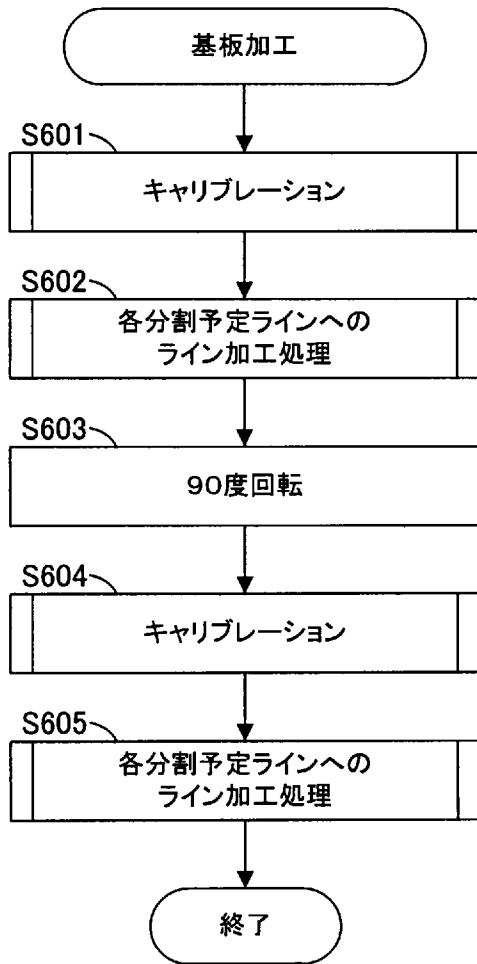 基板加工
S601
キャリブレーション
S602
各分割予定ラインへの
ライン加工処理
S603
90度回転
S604
キャリブレーション
S605
各分割予定ラインへの
ライン加工処理
終了